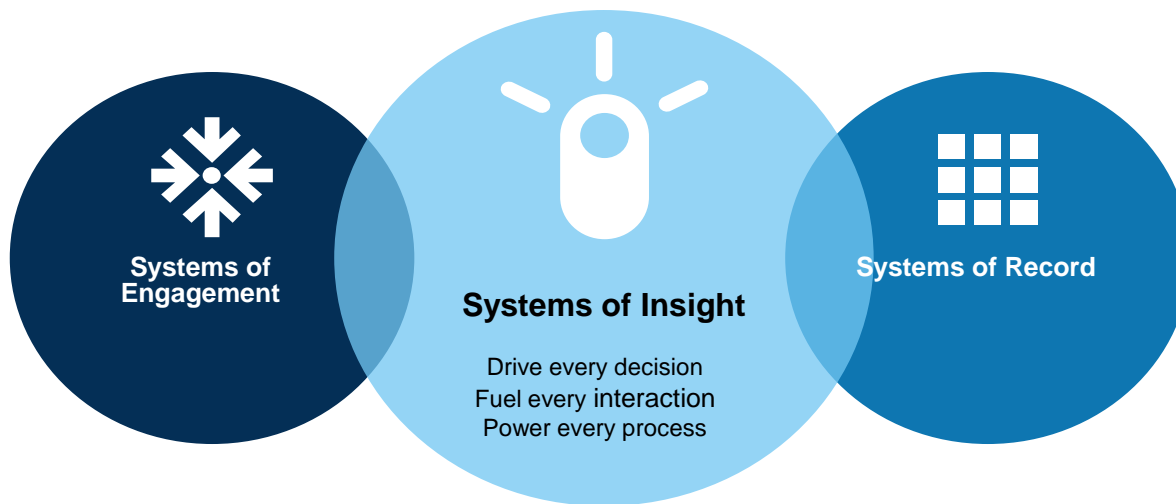 Systems of
Engagement
Systems of Insight
Drive every decision
Fuel every interaction
Power every process
Systems of Record